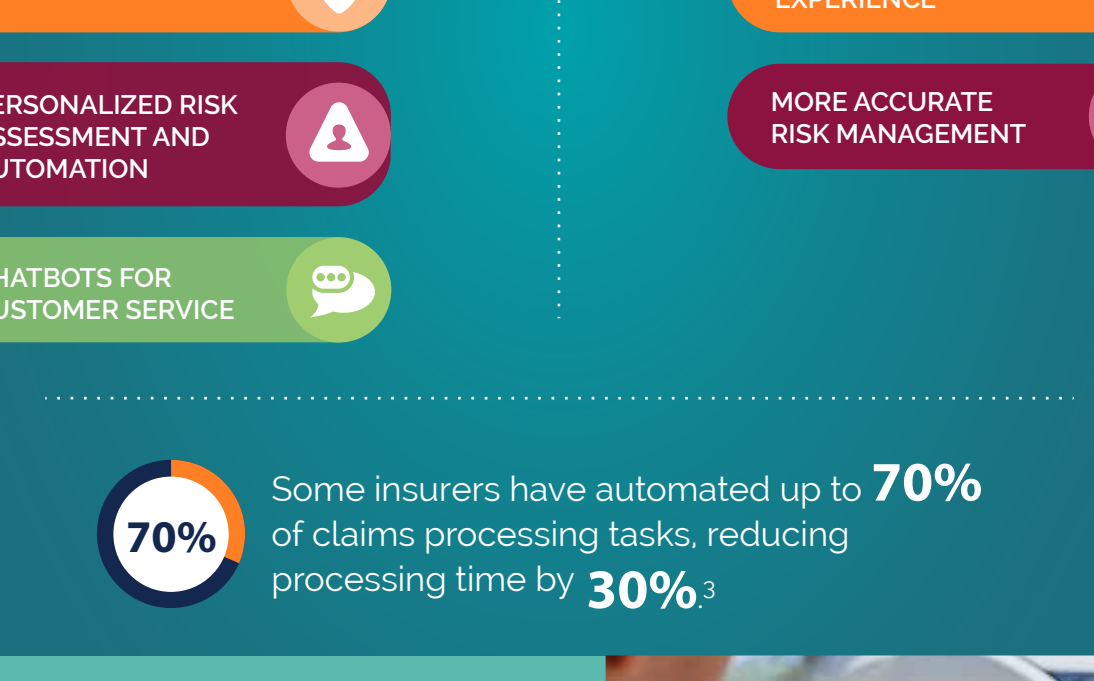 EXPERIENCE
ERSONALIZED RISK
SSESSMENT AND
UTOMATION
MORE ACCURATE
RISK MANAGEMENT
HATBOTS FOR
USTOMER SERVICE
70%
Some insurers have automated up to 70%
of claims processing tasks, reducing
processing time by 30%.3